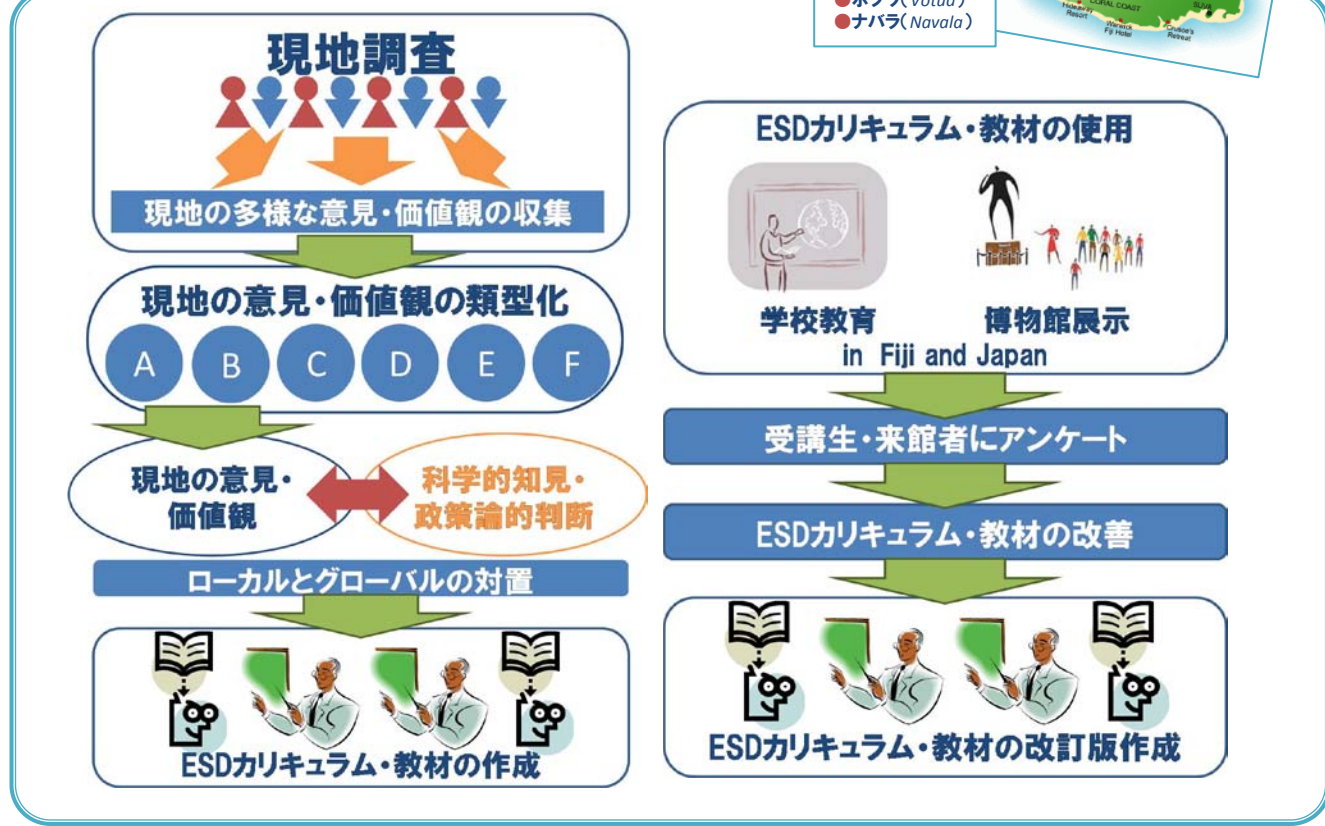 ●ナバラ(Navala)
CORAL COAST
Resort
Warwick
Fiji Hotel
Crusoe's
Retreat
現地調査
現地の多様な意見・価値観の収集
現地の意見・価値観の類型化
A B C D E F
現地の意見・
価値観
科学的知見・
政策論的判断
ローカルとグローバルの対置
ESDカリキュラム・教材の作成
ESDカリキュラム・教材の使用
学校教育
博物館展示
in Fiji and Japan
受講生・来館者にアンケート
ESDカリキュラム・教材の改善
ESDカリキュラム・教材の改訂版作成